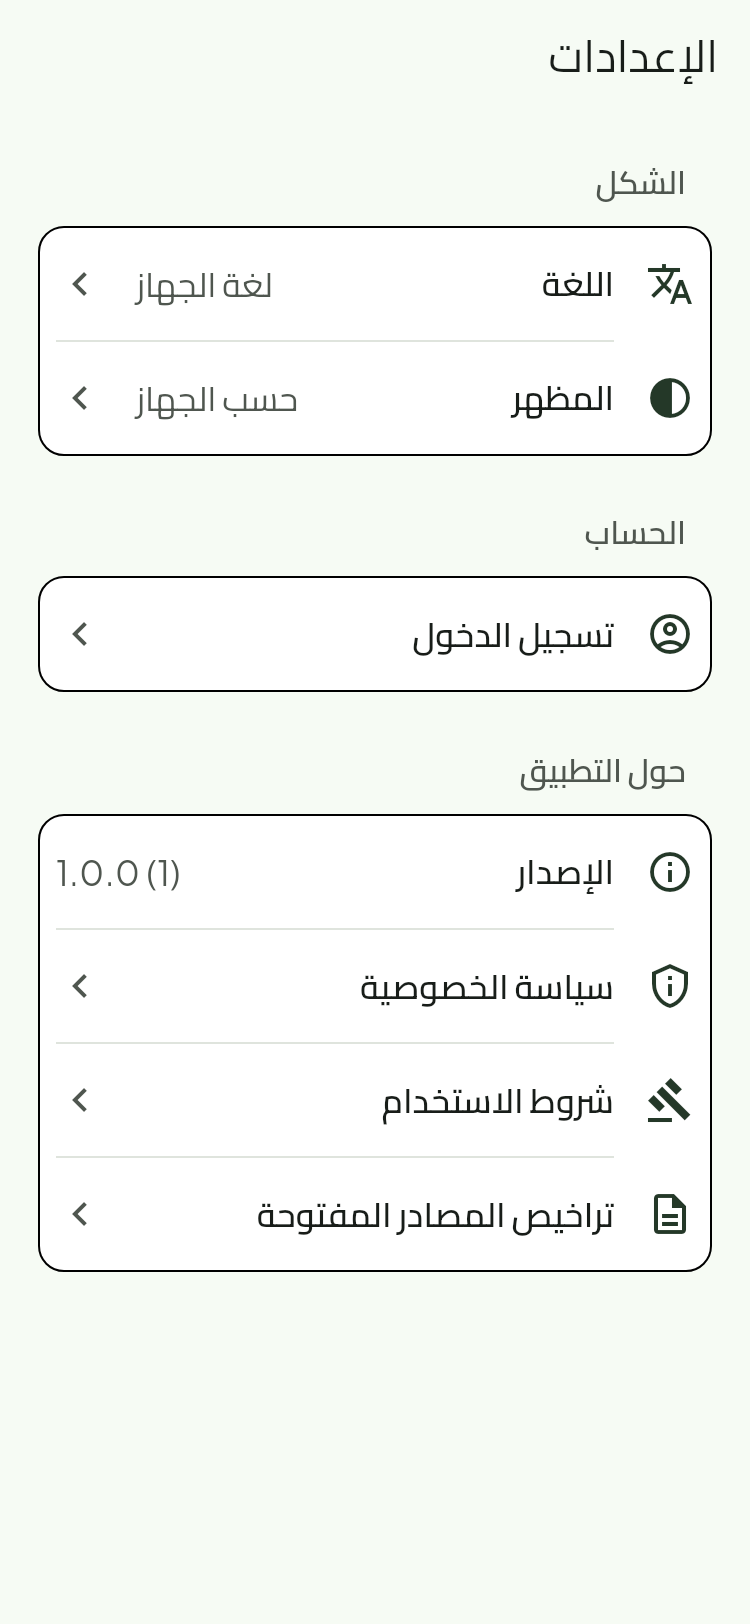 الإعدادات
الشكل
اللغة لغة الجهاز
المظهر حسب الجهاز
الحساب
تسجيل الدخول
حول التطبيق
الإصدار 1.0.0 (1)
سياسة الخصوصية
شروط الاستخدام
تراخيص المصادر المفتوحة